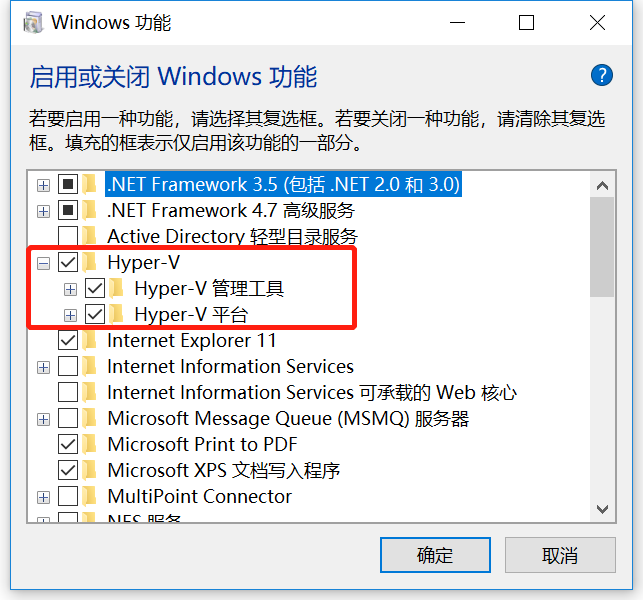 Windows 功能
启用或关闭 Windows 功能
?
若要启用一种功能，请选择其复选框。若要关闭一种功能，请清除其复选
框。填充的框表示仅启用该功能的一部分。
.NET Framework 3.5 (包括 .NET 2.0 和 3.0)
.NET Framework 4.7 高级服务
Active Directory 轻型目录服务
Hyper-V
Hyper-V 管理工具
Hyper-V 平台
Internet Explorer 11
Internet Information Services
Internet Information Services 可承载的 Web 核心
Microsoft Message Queue (MSMQ) 服务器
Microsoft Print to PDF
Microsoft XPS 文档写入程序
MultiPoint Connector
NFS 服务
确定
取消